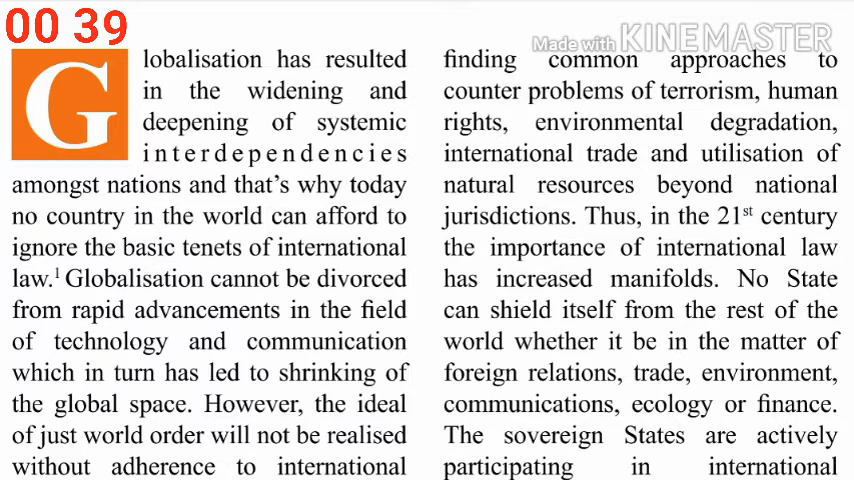 00 39
Made with KINEMASTER
Globalisation has resulted
in the widening and
deepening of systemic
interdependencies
amongst nations and that's why today
no country in the world can afford to
ignore the basic tenets of international
law.1 Globalisation cannot be divorced
from rapid advancements in the field
of technology and communication
which in turn has led to shrinking of
the global space. However, the ideal
of just world order will not be realised
without adherence to international
finding common approaches to
counter problems of terrorism, human
rights, environmental degradation,
international trade and utilisation of
natural resources beyond national
jurisdictions. Thus, in the 21st century
the importance of international law
has increased manifolds. No State
can shield itself from the rest of the
world whether it be in the matter of
foreign relations, trade, environment,
communications, ecology or finance.
The sovereign States are actively
participating in international